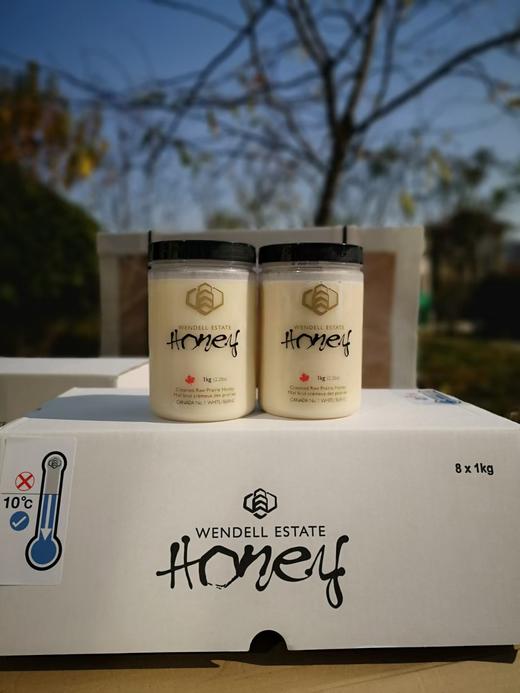 WENDELL ESTATE
Honey
1kg (2.2lbs)
Creamed Raw Prairie Honey
Miel brut crémeux des prairies
CANADA No. 1 WHITE/BLANC
WENDELL ESTATE
Honey
1kg (2.2lbs)
Creamed Raw Prairie Honey
Miel brut crémeux des prairies
CANADA No. 1 WHITE/BLANC
8 x 1kg
10°C
WENDELL ESTATE
Honey